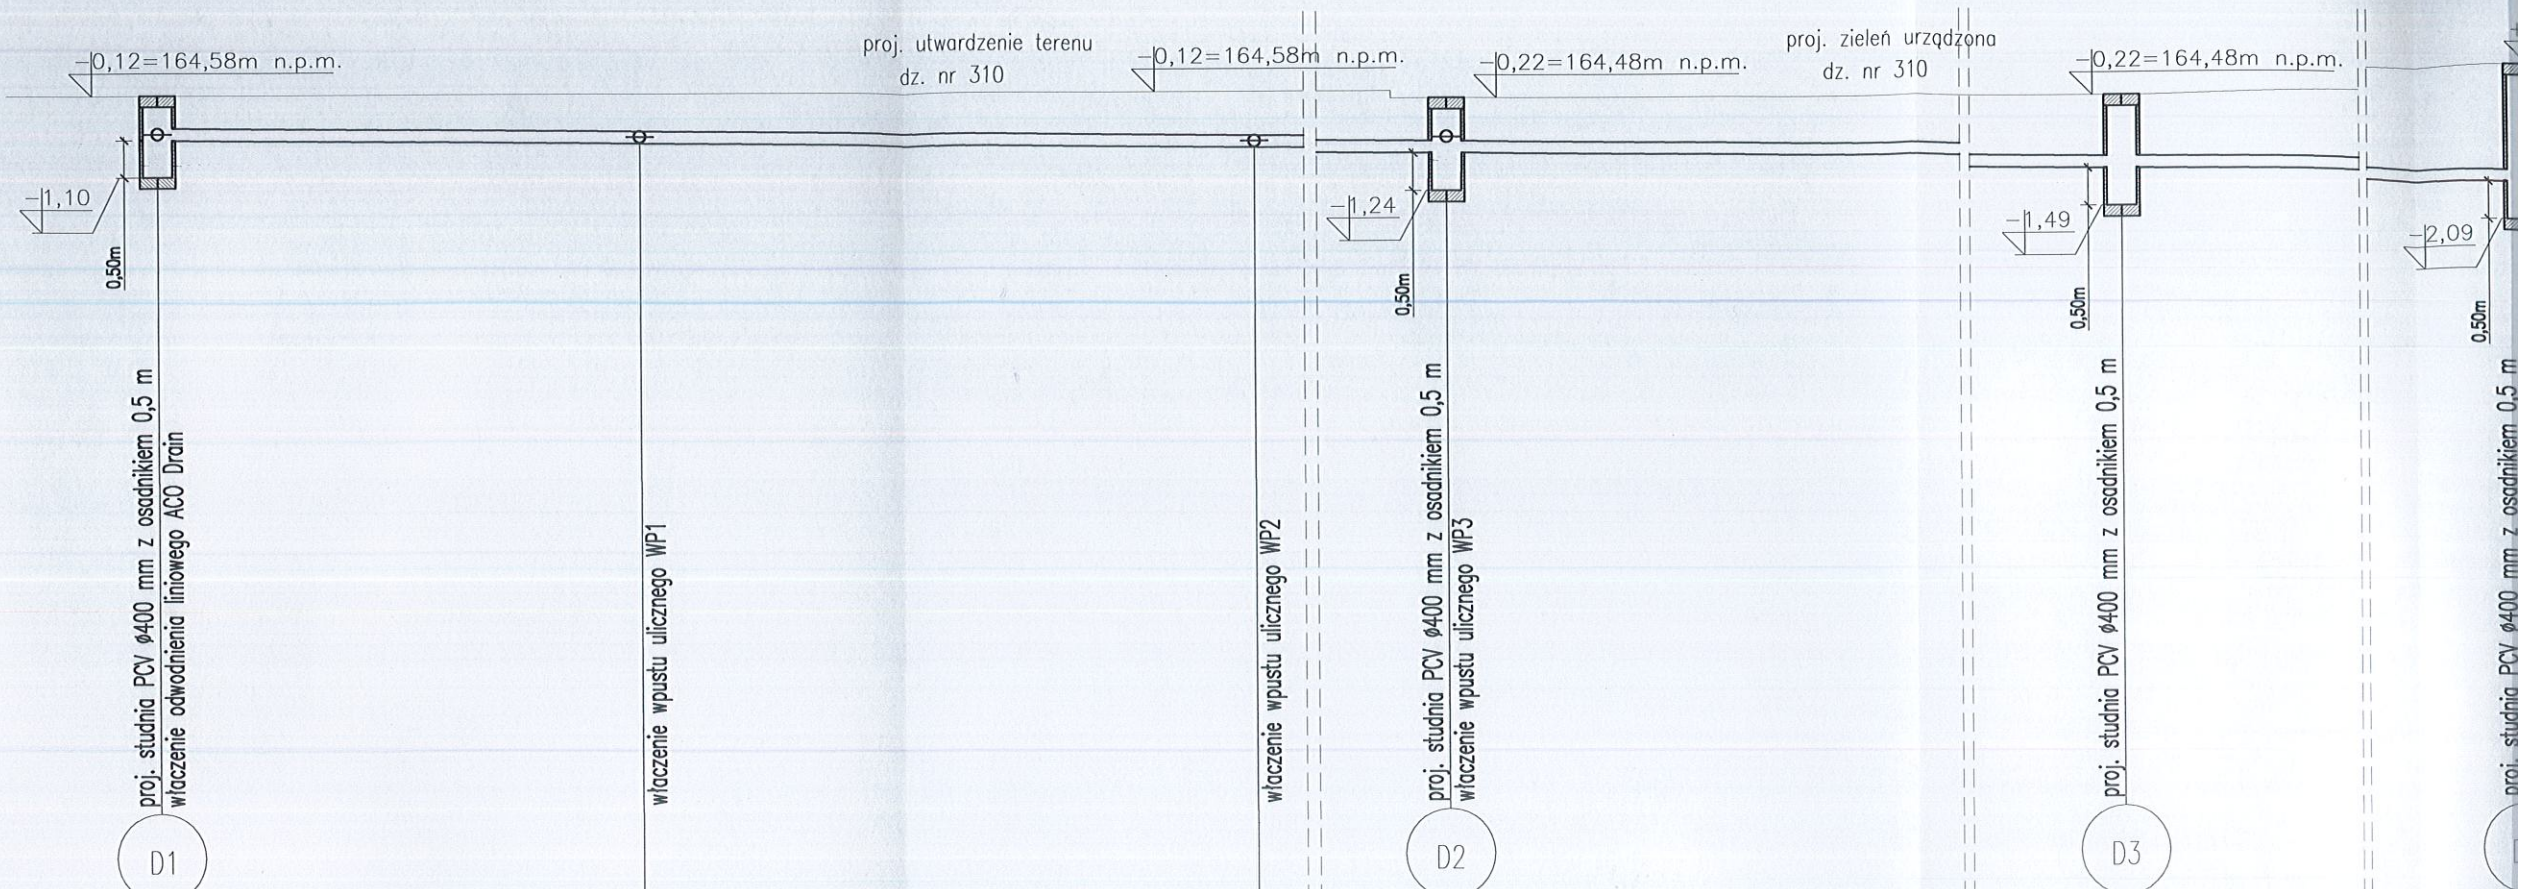 -0,12=164,58m n.p.m.
proj. utwardzenie terenu
dz. nr 310
-0,12=164,58m n.p.m.
-0,22=164,48m n.p.m.
proj. zieleń urządzona
dz. nr 310
-0,22=164,48m n.p.m.
-1,10
0,50m
-1,24
0,50m
-1,49
0,50m
-2,09
0,50m
proj. studnia PCV ø400 mm z osadnikiem 0,5 m
właczenie odwodnienia liniowego ACO Drain
właczenie wpustu ulicznego WP1
właczenie wpustu ulicznego WP2
proj. studnia PCV ø400 mm z osadnikiem 0,5 m
właczenie wpustu ulicznego WP3
proj. studnia PCV ø400 mm z osadnikiem 0,5 m
proj. studnia PCV ø400 mm z osadnikiem 0,5 m
D1
D2
D3